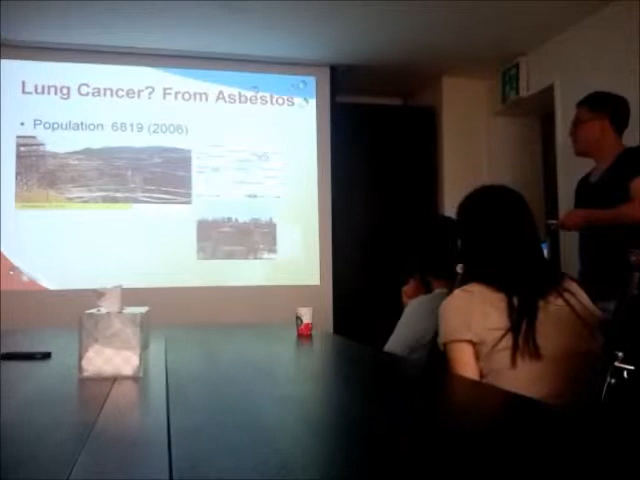 Lung Cancer? From Asbestos
• Population 6819 (2006)